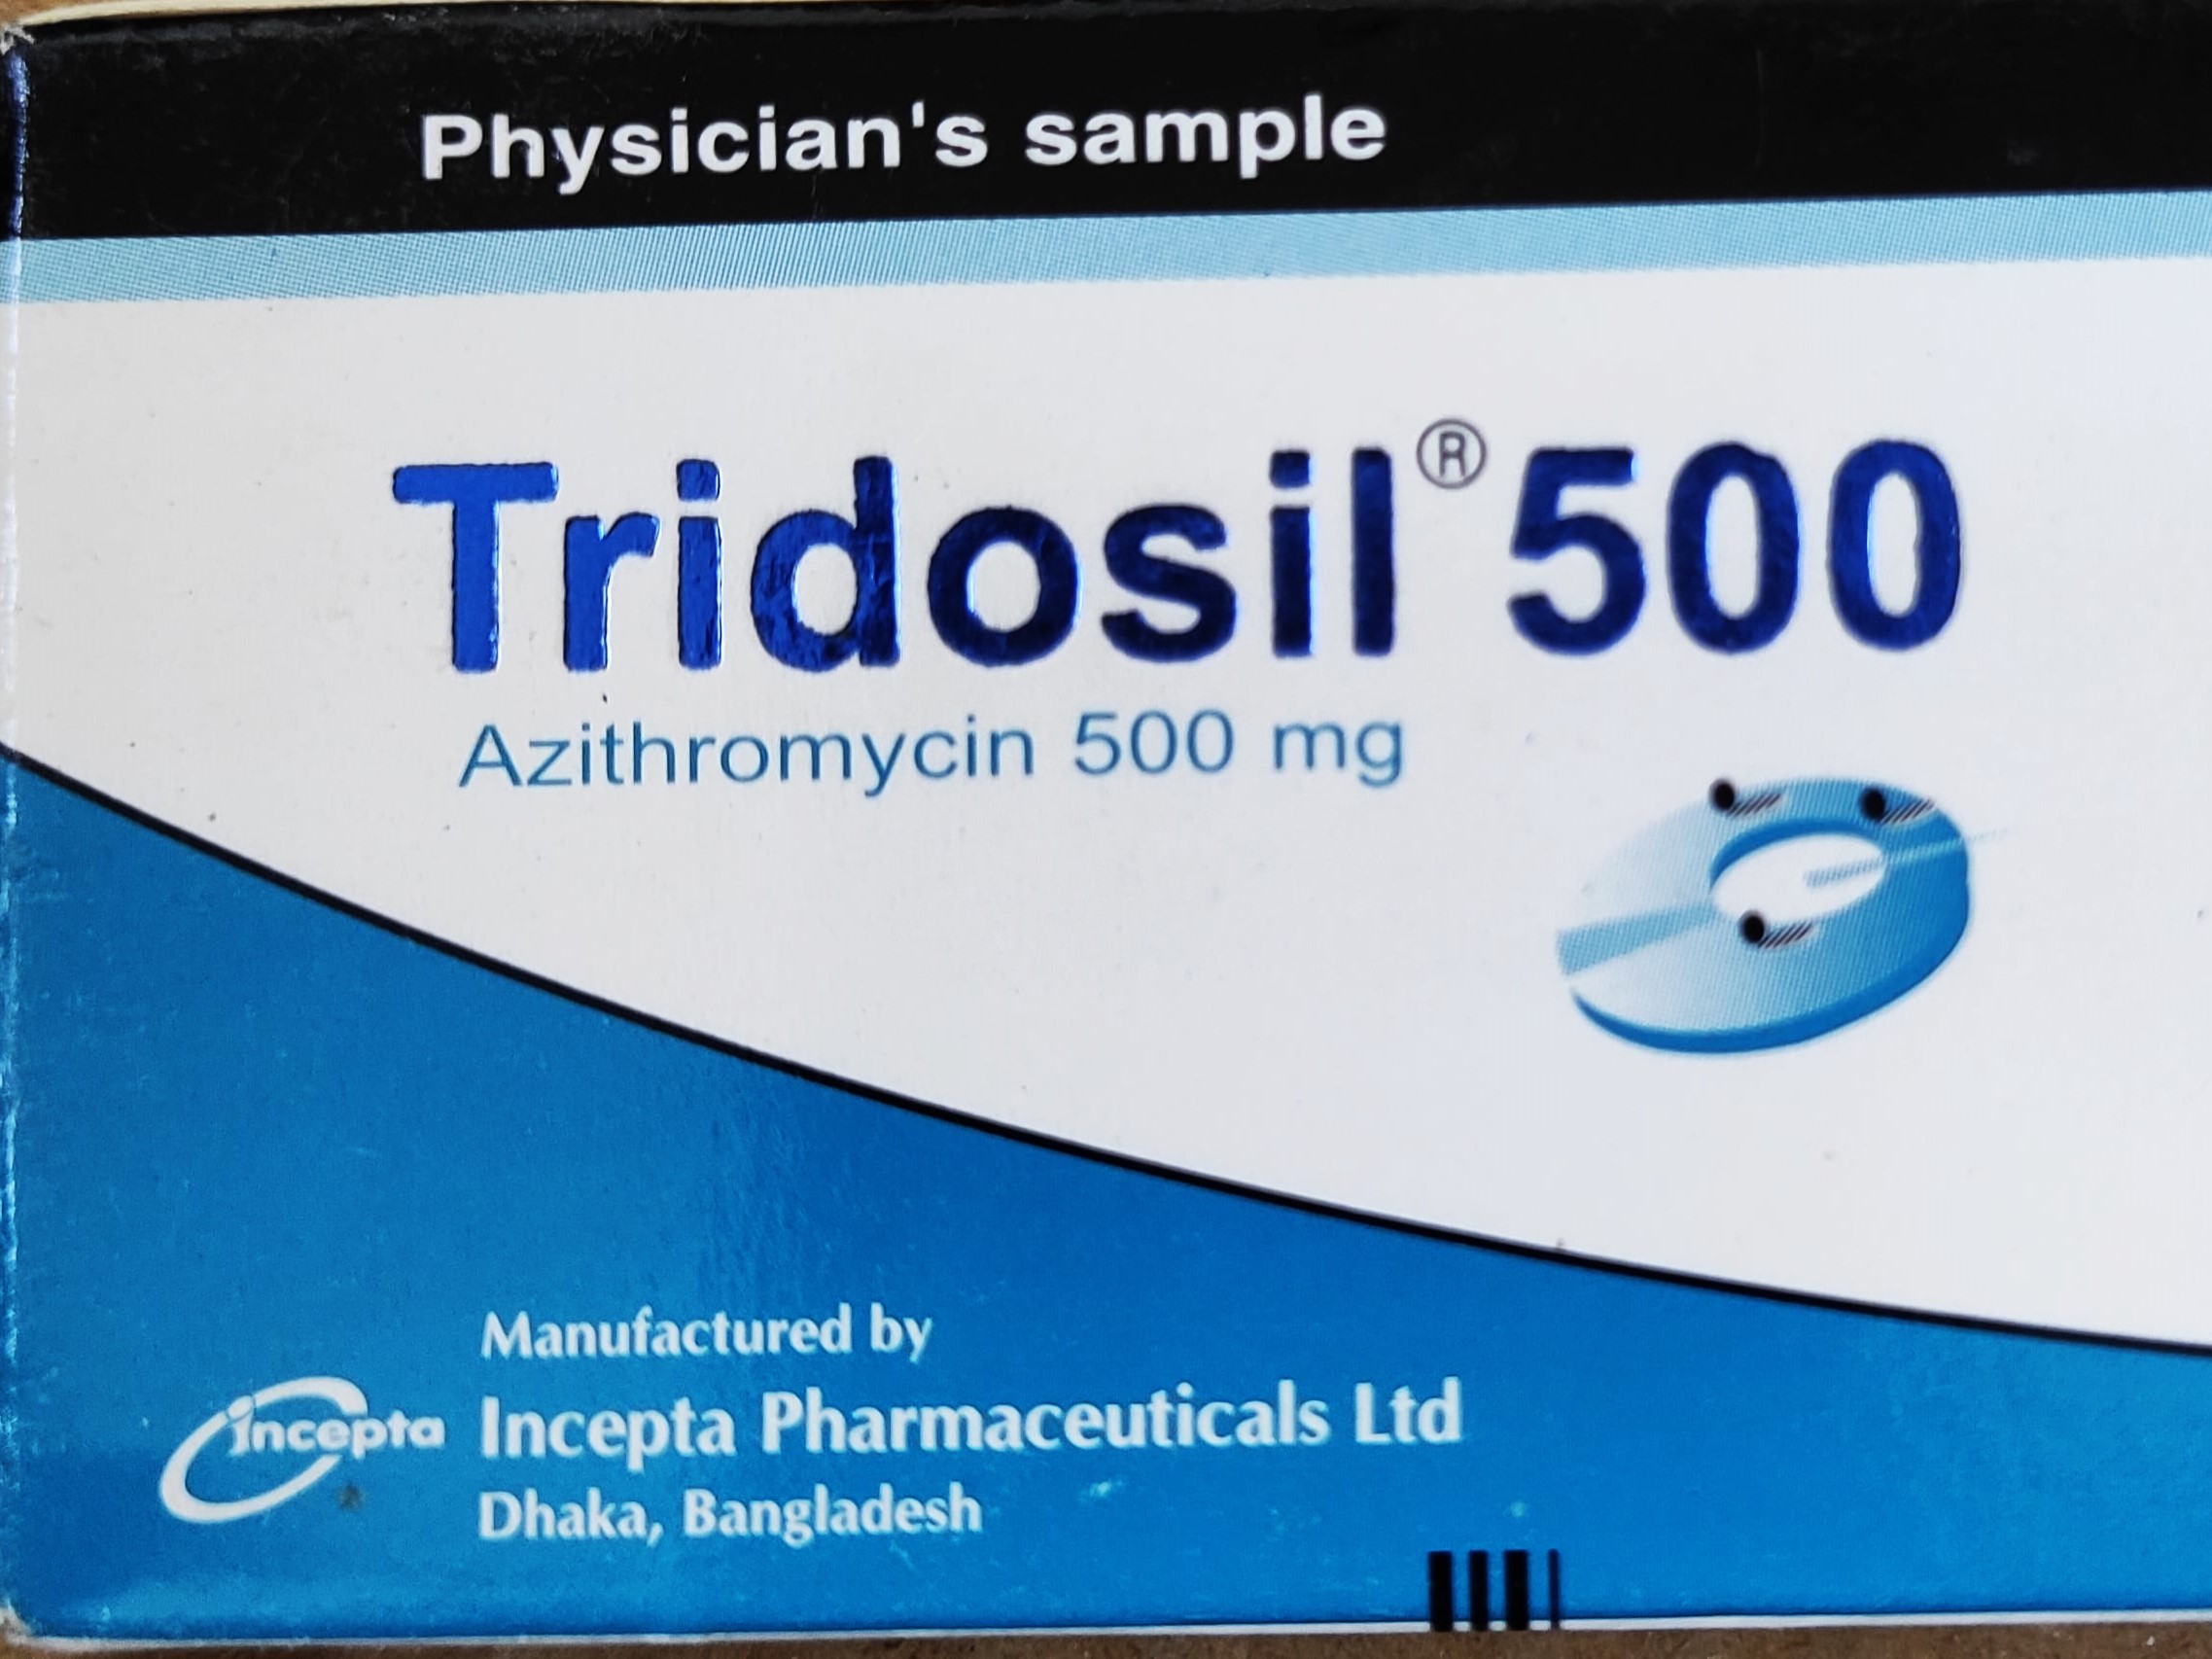 Physician's sample
Tridosil® 500
Azithromycin 500 mg
Manufactured by
incepta
Incepta Pharmaceuticals Ltd
Dhaka, Bangladesh